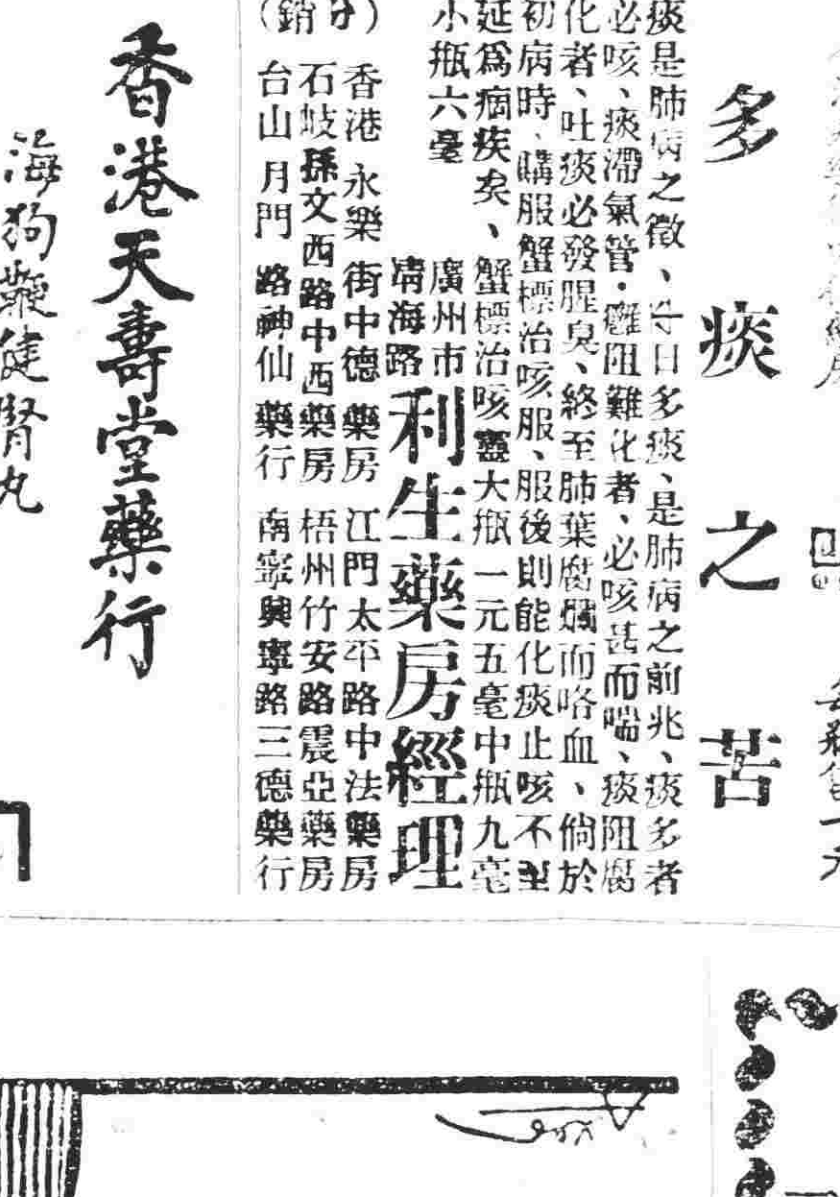 多痰之苦
痰是肺病之徵、日多痰、是肺病之前兆、痰多者
必咳、痰滯氣管·難阻難化者、必咳甚而喘、痰阻腐
化者、吐痰必發腥臭、終至肺葉腐爛而咯血、倘於
初病時、購服蟹標治咳服、服後則能化痰止咳不
延爲痼疾矣、蟹標治咳靈大瓶一元五毫中瓶九毫
小瓶六毫
廣州市
靖海路
利生藥房經理
(分銷)
香港永樂街中德藥房 江門太平路中法藥房
石岐孫文西路中西藥房 梧州竹安路震亞藥房
台山月門路神仙藥行 南寧興寧路三德藥行
香港天壽堂藥行
海狗鞭健腎丸